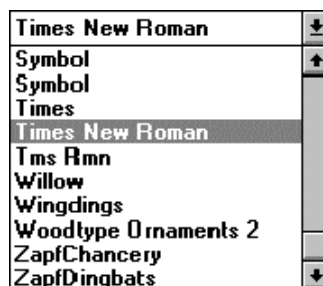 Times New Roman
Symbol
Symbol
Times
Times New Roman
Tms Rmn
Willow
Wingdings
Woodtype Ornaments 2
ZapfChancery
ZapfDingbats